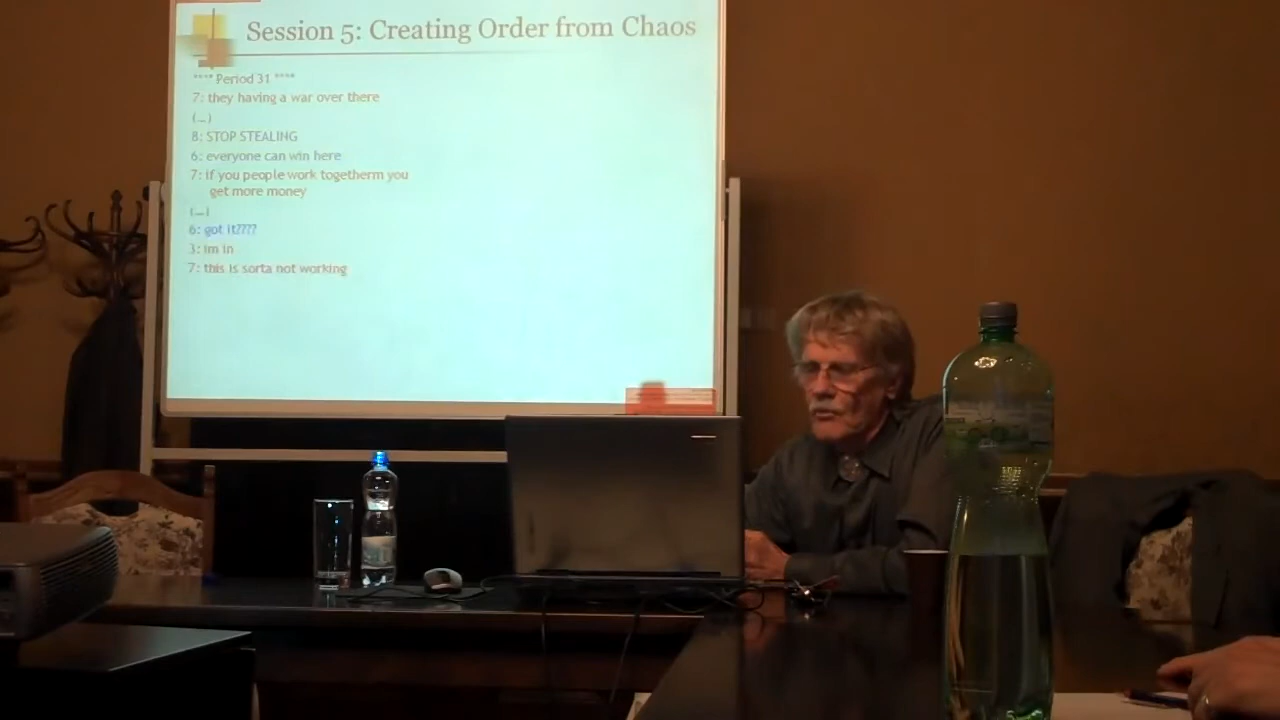 Session 5: Creating Order from Chaos
**** Period 31 ****
7: they having a war over there
(...)
8: STOP STEALING
6: everyone can win here
7: if you people work togetherm you
get more money
(...)
6: got it????
3: im in
7: this is sorta not working